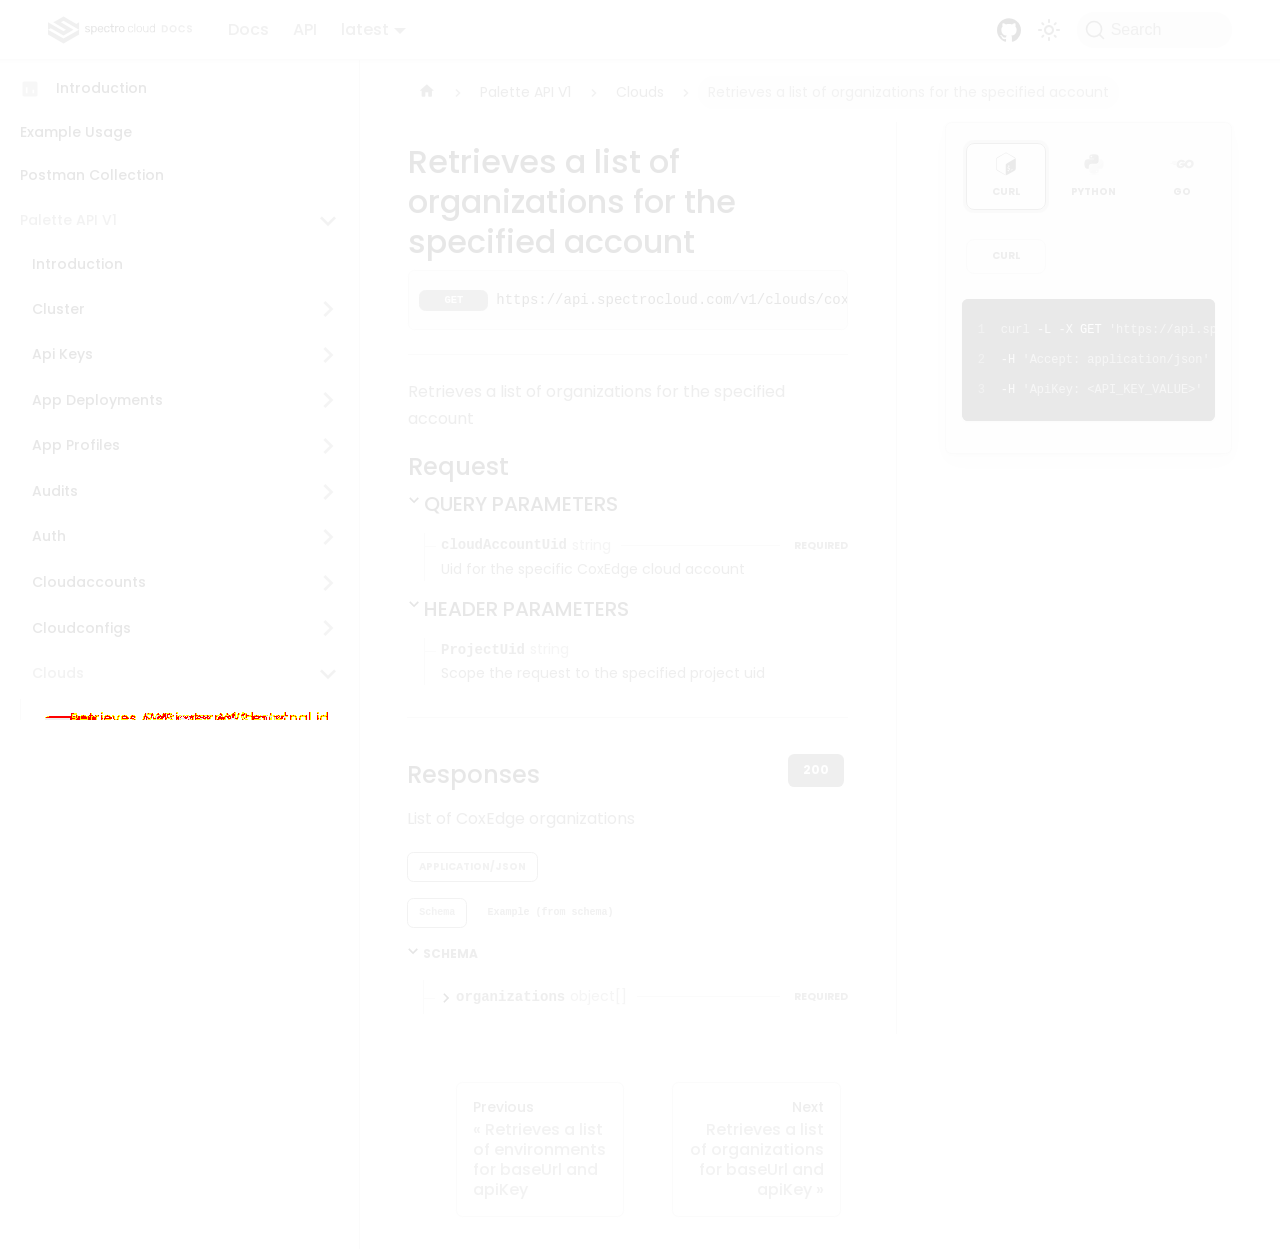 spectro cloud DOCS
Docs
API
latest
Search
Introduction
Example Usage
Postman Collection
Palette API V1
Introduction
Cluster
Api Keys
App Deployments
App Profiles
Audits
Auth
Cloudaccounts
Cloudconfigs
Clouds
Palette API V1
Clouds
Retrieves a list of organizations for the specified account
Retrieves a list of
organizations for the
specified account
GET https://api.spectrocloud.com/v1/clouds/cox
Retrieves a list of organizations for the specified
account
Request
QUERY PARAMETERS
cloudAccountUid string REQUIRED
Uid for the specific CoxEdge cloud account
HEADER PARAMETERS
ProjectUid string
Scope the request to the specified project uid
Responses
200
List of CoxEdge organizations
APPLICATION/JSON
Schema
Example (from schema)
SCHEMA
organizations object[] REQUIRED
Previous
« Retrieves a list
of environments
for baseUrl and
apiKey
Next
Retrieves a list
of organizations
for baseUrl and
apiKey »
CURL
PYTHON
GO
CURL
1 curl -L -X GET 'https://api.sp
2 -H 'Accept: application/json'
3 -H 'ApiKey: <API_KEY_VALUE>'